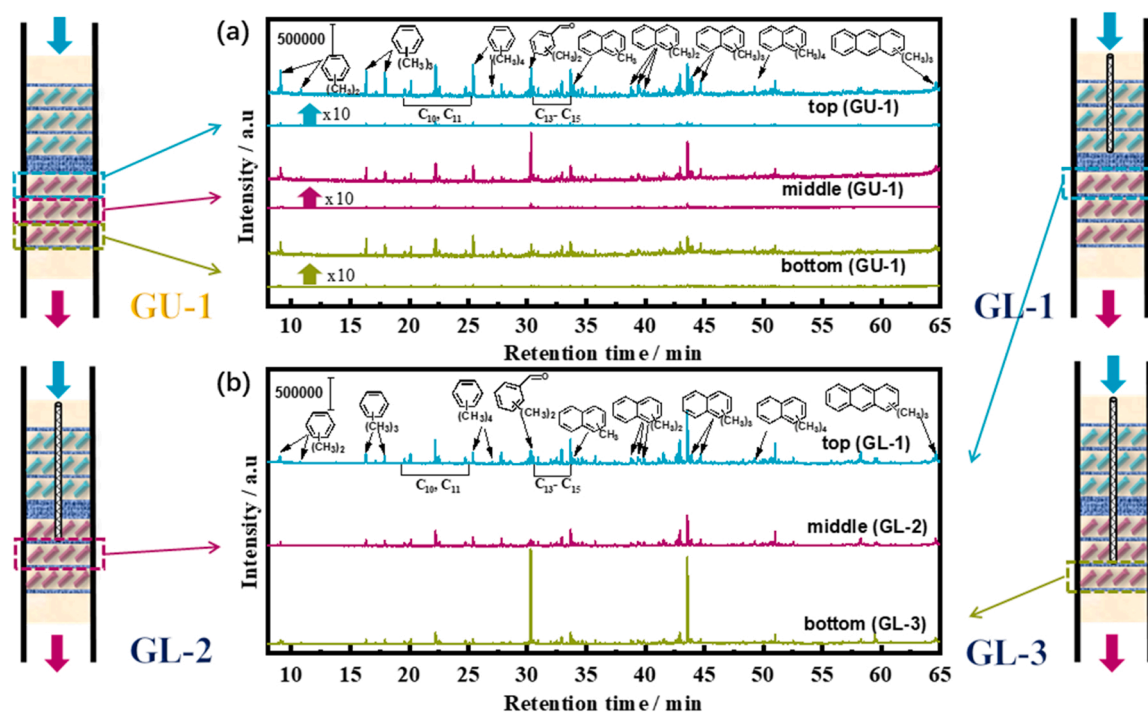 (a)
500000
(CH₃)₂
(CH₃)₃
(CH₃)₄
O
(CH₃)₂
CH₃
(CH₃)₂
(CH₃)₃
(CH₃)₄
(CH₃)₃
C₁₀, C₁₁
C₁₃- C₁₅
top (GU-1)
x10
middle (GU-1)
x10
bottom (GU-1)
x10
Intensity / a.u
10 15 20 25 30 35 40 45 50 55 60 65
Retention time / min
GU-1
GL-1
(b)
500000
(CH₃)₂
(CH₃)₃
(CH₃)₄
O
(CH₃)₂
CH₃
(CH₃)₂
(CH₃)₃
(CH₃)₄
(CH₃)₃
top (GL-1)
C₁₀, C₁₁
C₁₃- C₁₅
middle (GL-2)
bottom (GL-3)
Intensity / a.u
10 15 20 25 30 35 40 45 50 55 60 65
Retention time / min
GL-2
GL-3